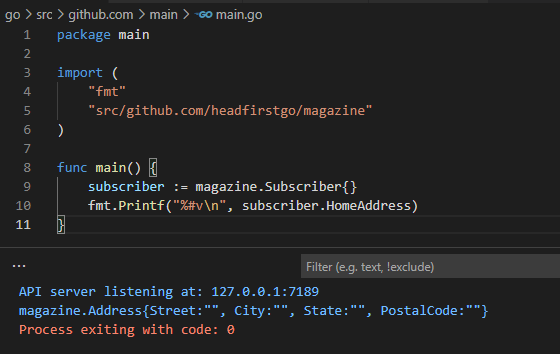 go > src > github.com > main > main.go
1 package main
2
3 import (
4 "fmt"
5 "src/github.com/headfirstgo/magazine"
6 )
7
8 func main() {
9 subscriber := magazine.Subscriber{}
10 fmt.Printf("%#v\n", subscriber.HomeAddress)
11 }
... Filter (e.g. text, !exclude)
API server listening at: 127.0.0.1:7189
magazine.Address{Street:"", City:"", State:"", PostalCode:""}
Process exiting with code: 0